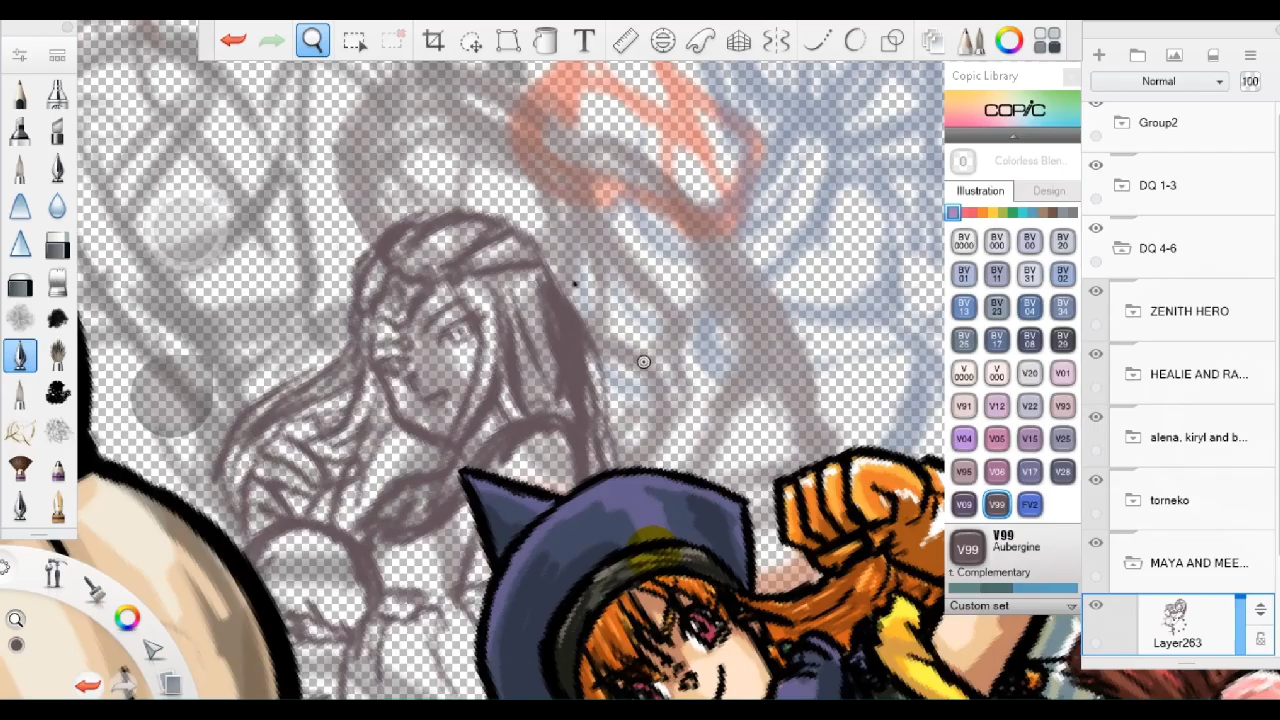 T
Copic Library
COPIC
0 Colorless Blen..
Illustration Design
BV 0000 BV 000 BV 00 BV 20
BV 01 BV 11 BV 31 BV 02
BV 13 BV 23 BV 04 BV 34
BV 25 BV 17 BV 08 BV 29
V 0000 V 000 V20 V01
V91 V12 V22 V93
V04 V05 V15 V25
V95 V06 V17 V28
V09 V99 FV2
V99 V99
Aubergine
t. Complementary
Custom set
Normal 100
Group2
DQ 1-3
DQ 4-6
ZENITH HERO
HEALIE AND RA...
alena, kiryl and b...
torneko
MAYA AND MEE...
Layer263